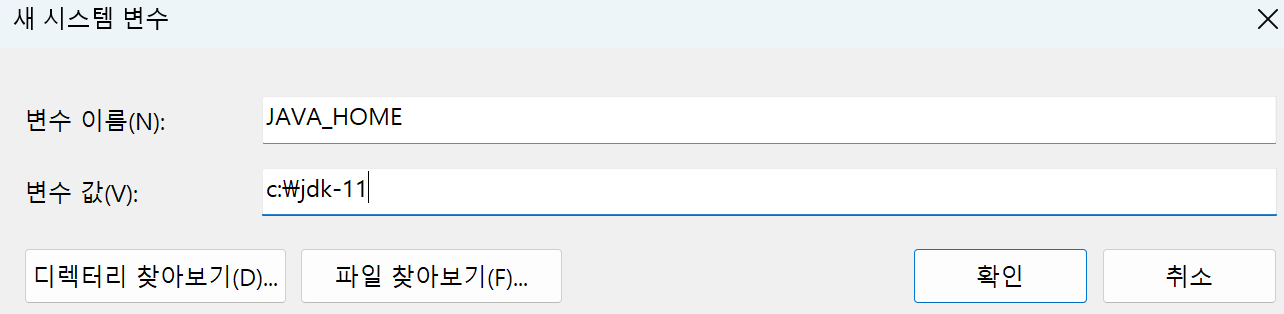 새 시스템 변수
변수 이름(N): JAVA_HOME
변수 값(V): c:₩jdk-11
디렉터리 찾아보기(D)... 파일 찾아보기(F)... 확인 취소